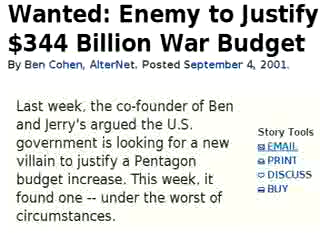 Wanted: Enemy to Justify
$344 Billion War Budget
By Ben Cohen, AlterNet. Posted September 4, 2001.
Last week, the co-founder of Ben
and Jerry's argued the U.S.
government is looking for a new
villain to justify a Pentagon
budget increase. This week, it
found one -- under the worst of
circumstances.
Story Tools
EMAIL
PRINT
DISCUSS
BUY